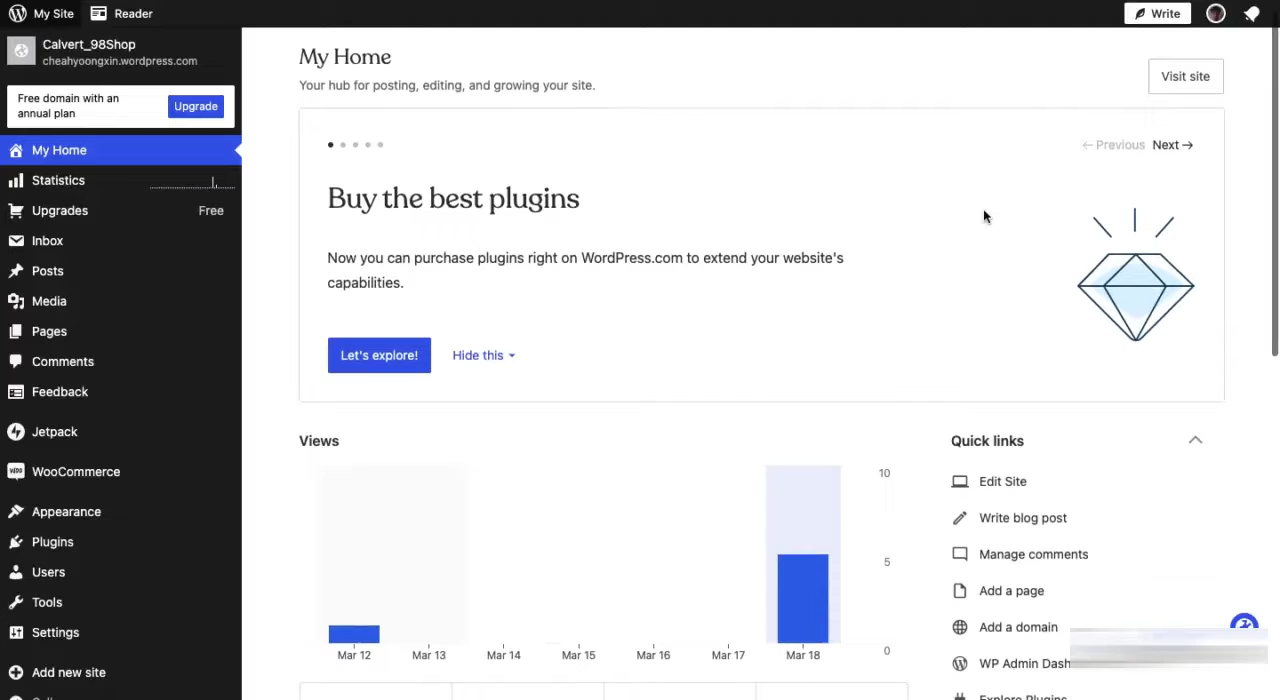 My Site
Reader
Write
Calvert_98Shop
cheahyoongxin.wordpress.com
Free domain with an
annual plan
Upgrade
My Home
Statistics
Upgrades
Free
Inbox
Posts
Media
Pages
Comments
Feedback
Jetpack
WooCommerce
Appearance
Plugins
Users
Tools
Settings
Add new site
My Home
Your hub for posting, editing, and growing your site.
Visit site
← Previous
Next →
Buy the best plugins
Now you can purchase plugins right on WordPress.com to extend your website's
capabilities.
Let's explore!
Hide this
Views
10
5
0
Mar 12
Mar 13
Mar 14
Mar 15
Mar 16
Mar 17
Mar 18
Quick links
Edit Site
Write blog post
Manage comments
Add a page
Add a domain
WP Admin Dash
Explore Plugins